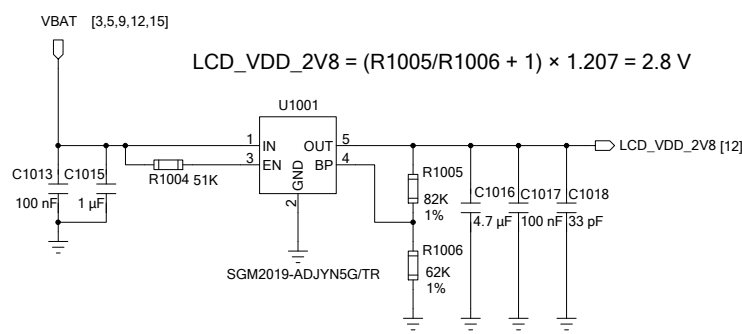 VBAT [3,5,9,12,15]
LCD_VDD_2V8 = (R1005/R1006 + 1) × 1.207 = 2.8 V
U1001
1 IN OUT 5
LCD_VDD_2V8 [12]
3 EN BP 4
GND
2
R1004 51K
C1013
100 nF
C1015
1 µF
R1005
82K
1%
C1016
4.7 µF
C1017
100 nF
C1018
33 pF
R1006
62K
1%
SGM2019-ADJYN5G/TR